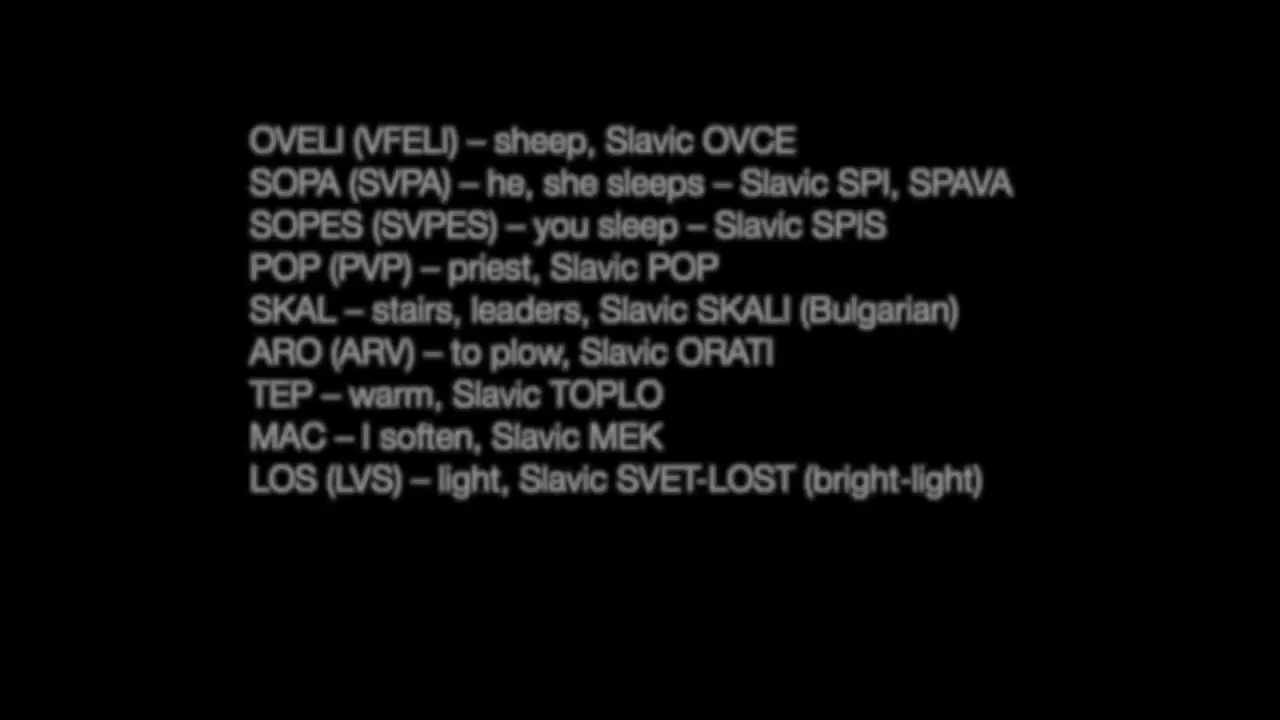 OVELI (VFELI) – sheep, Slavic OVCE
SOPA (SVPA) – he, she sleeps – Slavic SPI, SPAVA
SOPES (SVPES) – you sleep – Slavic SPIS
POP (PVP) – priest, Slavic POP
SKAL – stairs, leaders, Slavic SKALI (Bulgarian)
ARO (ARV) – to plow, Slavic ORATI
TEP – warm, Slavic TOPLO
MAC – I soften, Slavic MEK
LOS (LVS) – light, Slavic SVET-LOST (bright-light)